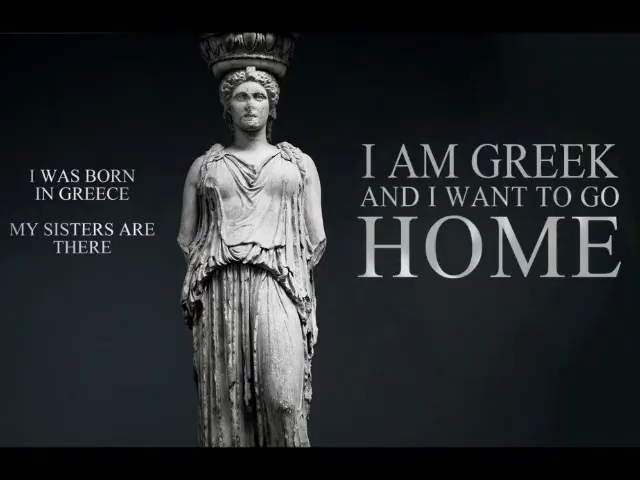 I WAS BORN
IN GREECE
MY SISTERS ARE
THERE
I AM GREEK
AND I WANT TO GO
HOME